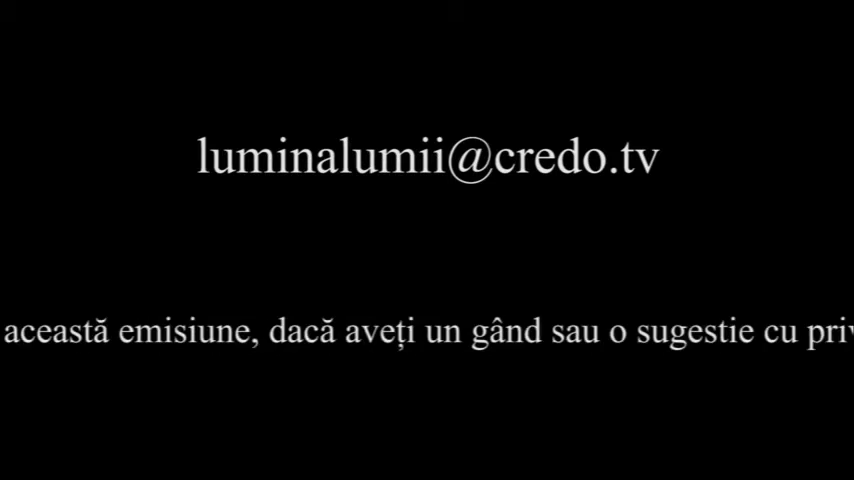 luminalumii@credo.tv
această emisiune, dacă aveți un gând sau o sugestie cu